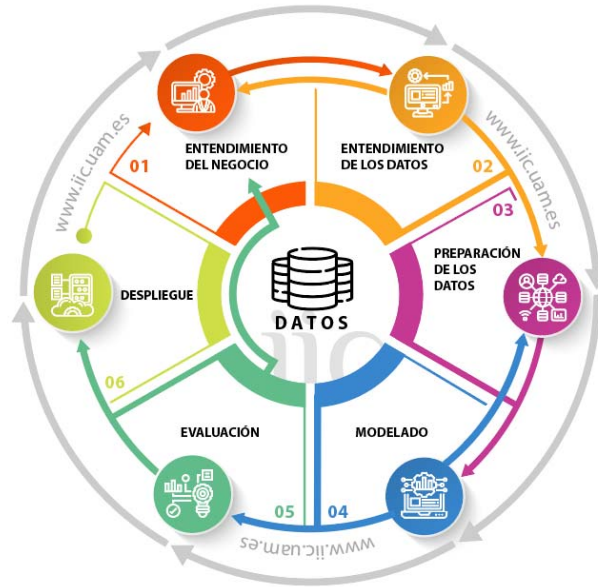 www.iic.uam.es
www.iic.uam.es
01
ENTENDIMIENTO
DEL NEGOCIO
ENTENDIMIENTO
DE LOS DATOS
02
03
PREPARACIÓN
DE LOS
DATOS
DATOS
iic
DESPLIEGUE
06
EVALUACIÓN
MODELADO
05
04
www.iic.uam.es